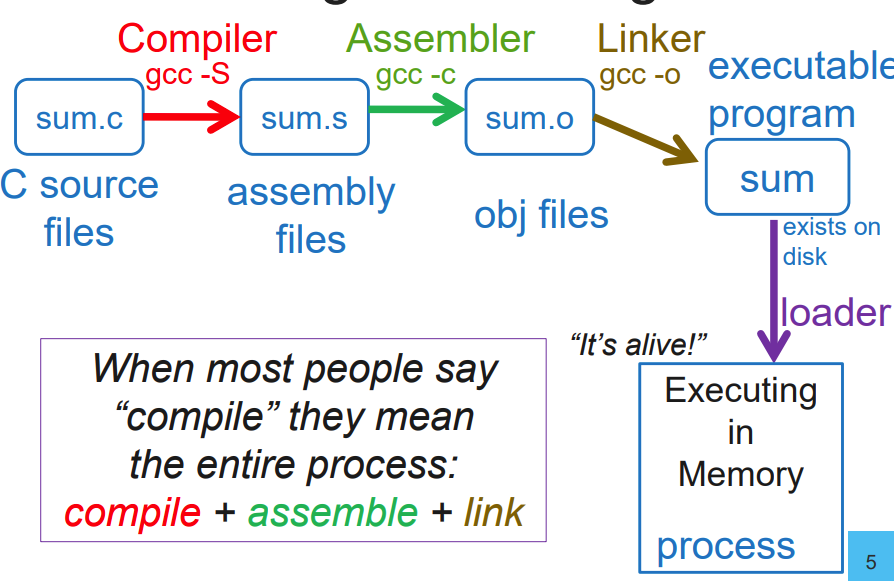 Compiler
gcc -S
Assembler
gcc -c
Linker
gcc -o
executable
program
sum.c
sum.s
sum.o
sum
C source
files
assembly
files
obj files
exists on
disk
loader
“It’s alive!”
When most people say
“compile” they mean
the entire process:
compile + assemble + link
Executing
in
Memory
process
5